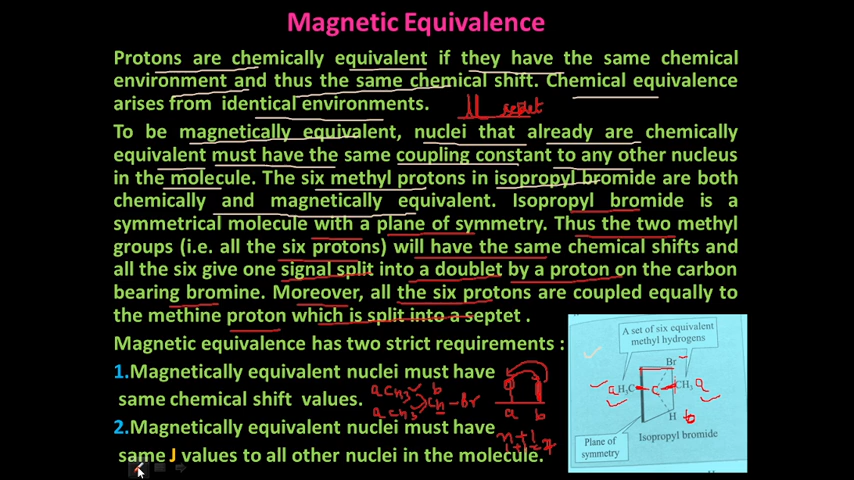 Magnetic Equivalence
Protons are chemically equivalent if they have the same chemical
environment and thus the same chemical shift. Chemical equivalence
arises from identical environments.
septet
To be magnetically equivalent, nuclei that already are chemically
equivalent must have the same coupling constant to any other nucleus
in the molecule. The six methyl protons in isopropyl bromide are both
chemically and magnetically equivalent. Isopropyl bromide is a
symmetrical molecule with a plane of symmetry. Thus the two methyl
groups (i.e. all the six protons) will have the same chemical shifts and
all the six give one signal split into a doublet by a proton on the carbon
bearing bromine. Moreover, all the six protons are coupled equally to
the methine proton which is split into a septet .
Magnetic equivalence has two strict requirements :
1.Magnetically equivalent nuclei must have
same chemical shift values.
a CH3 b
CH-Br
a CH3
a b
2.Magnetically equivalent nuclei must have
same J values to all other nuclei in the molecule.
n+1
A set of six equivalent
methyl hydrogens
Br
a H3C C CH3 a
H b
Plane of
symmetry
Isopropyl bromide